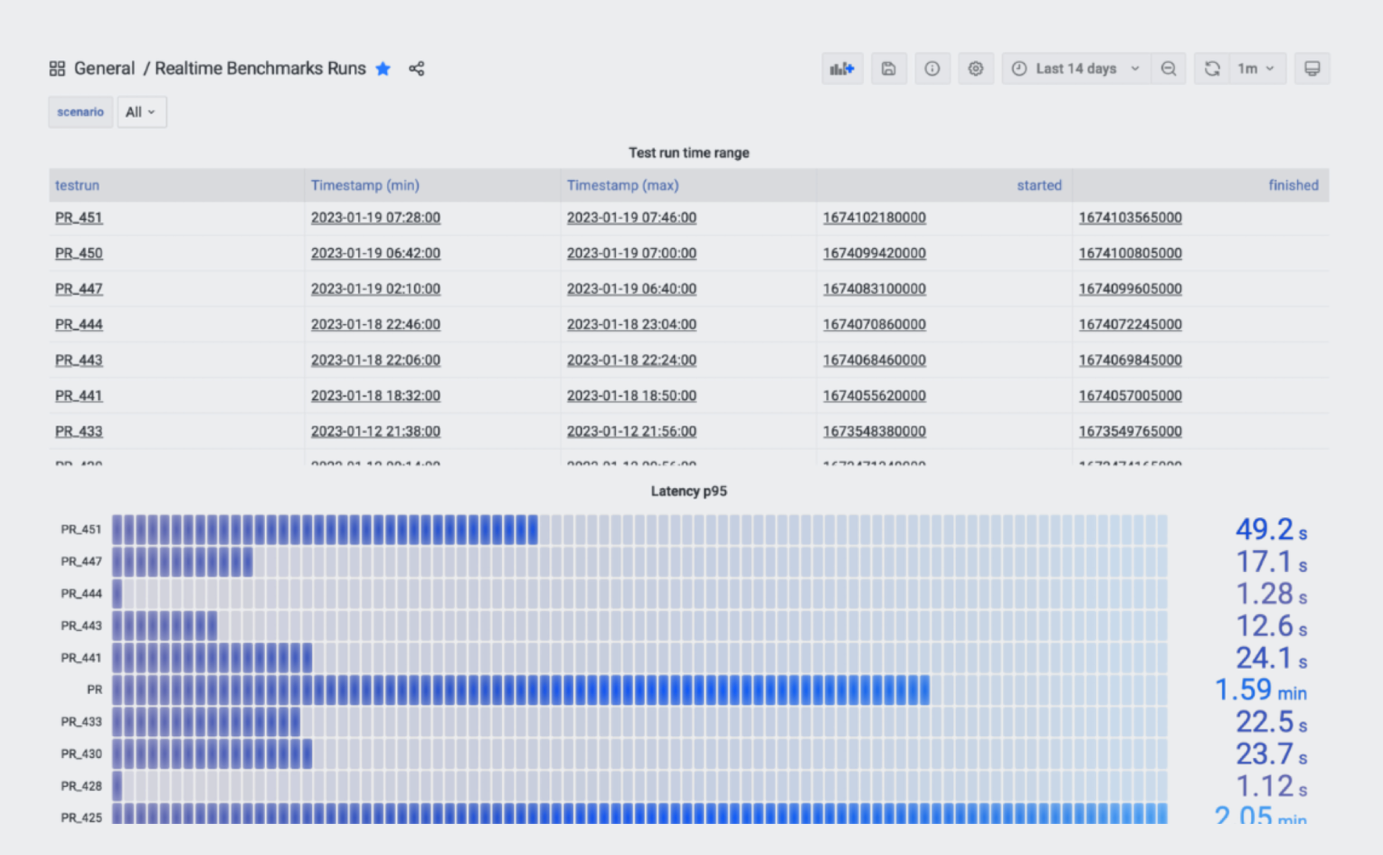 General / Realtime Benchmarks Runs
Last 14 days
1m
scenario All
Test run time range
testrun Timestamp (min) Timestamp (max) started finished
PR_451 2023-01-19 07:28:00 2023-01-19 07:46:00 1674102180000 1674103565000
PR_450 2023-01-19 06:42:00 2023-01-19 07:00:00 1674099420000 1674100805000
PR_447 2023-01-19 02:10:00 2023-01-19 06:40:00 1674083100000 1674099605000
PR_444 2023-01-18 22:46:00 2023-01-18 23:04:00 1674070860000 1674072245000
PR_443 2023-01-18 22:06:00 2023-01-18 22:24:00 1674068460000 1674069845000
PR_441 2023-01-18 18:32:00 2023-01-18 18:50:00 1674055620000 1674057005000
PR_433 2023-01-12 21:38:00 2023-01-12 21:56:00 1673548380000 1673549765000
Latency p95
PR_451 49.2 s
PR_447 17.1 s
PR_444 1.28 s
PR_443 12.6 s
PR_441 24.1 s
PR 1.59 min
PR_433 22.5 s
PR_430 23.7 s
PR_428 1.12 s
PR_425 2.05 min